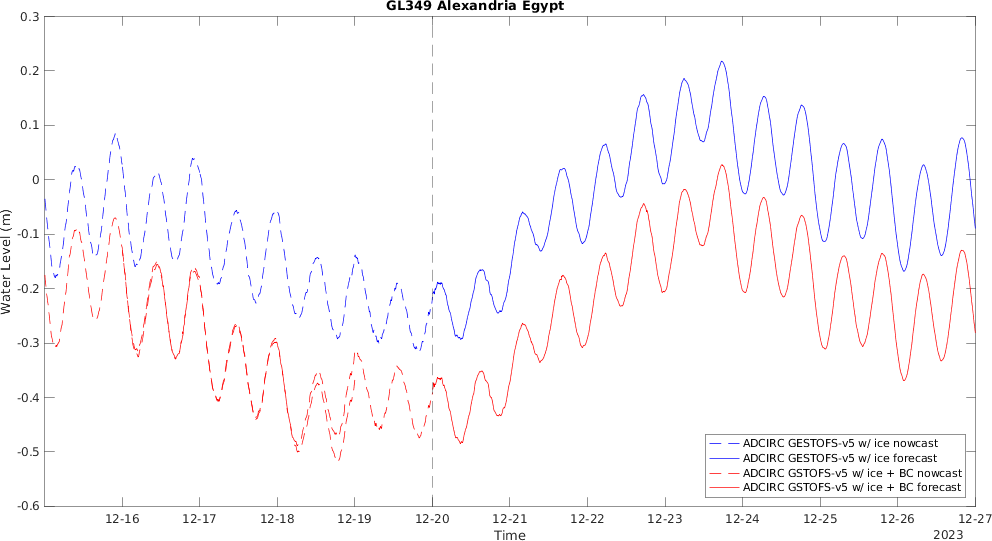 GL349 Alexandria Egypt
0.3
0.2
0.1
0
-0.1
-0.2
-0.3
-0.4
-0.5
-0.6
Water Level (m)
ADCIRC GESTOFS-v5 w/ ice nowcast
ADCIRC GESTOFS-v5 w/ ice forecast
ADCIRC GSTOFS-v5 w/ ice + BC nowcast
ADCIRC GSTOFS-v5 w/ ice + BC forecast
12-16 12-17 12-18 12-19 12-20 12-21 12-22 12-23 12-24 12-25 12-26 12-27
Time
2023